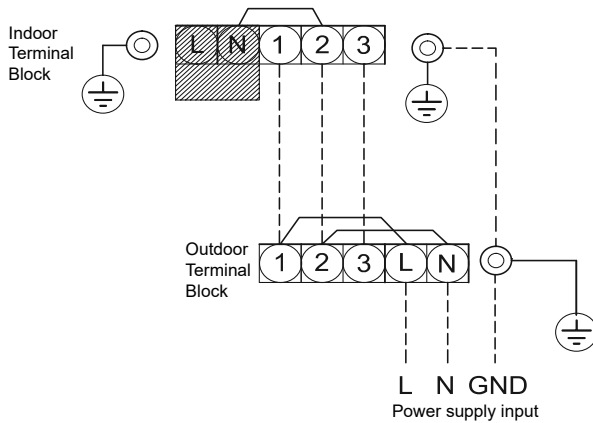 Indoor
Terminal
Block
L N 1 2 3
Outdoor
Terminal
Block
1 2 3 L N
L N GND
Power supply input